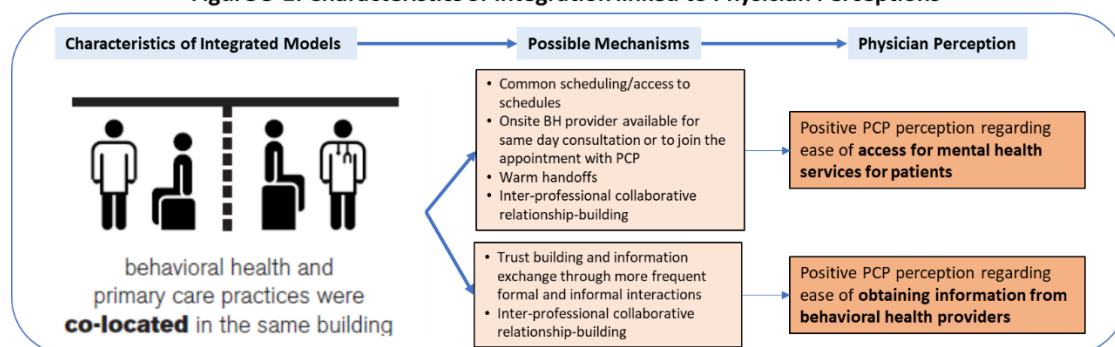 Characteristics of Integrated Models
Possible Mechanisms
Physician Perception
behavioral health and
primary care practices were
co-located in the same building
• Common scheduling/access to
schedules
• Onsite BH provider available for
same day consultation or to join the
appointment with PCP
• Warm handoffs
• Inter-professional collaborative
relationship-building
Positive PCP perception regarding
ease of access for mental health
services for patients
• Trust building and information
exchange through more frequent
formal and informal interactions
• Inter-professional collaborative
relationship-building
Positive PCP perception regarding
ease of obtaining information from
behavioral health providers